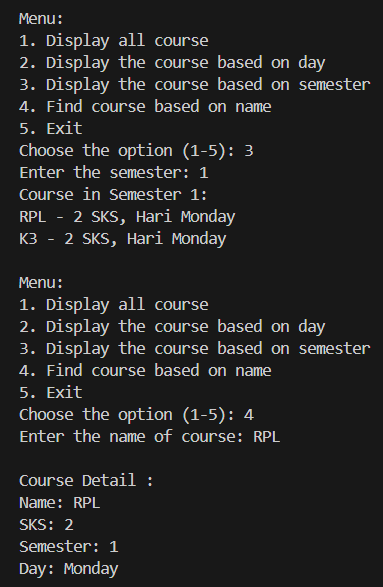 Menu:
1. Display all course
2. Display the course based on day
3. Display the course based on semester
4. Find course based on name
5. Exit
Choose the option (1-5): 3
Enter the semester: 1
Course in Semester 1:
RPL - 2 SKS, Hari Monday
K3 - 2 SKS, Hari Monday

Menu:
1. Display all course
2. Display the course based on day
3. Display the course based on semester
4. Find course based on name
5. Exit
Choose the option (1-5): 4
Enter the name of course: RPL

Course Detail :
Name: RPL
SKS: 2
Semester: 1
Day: Monday